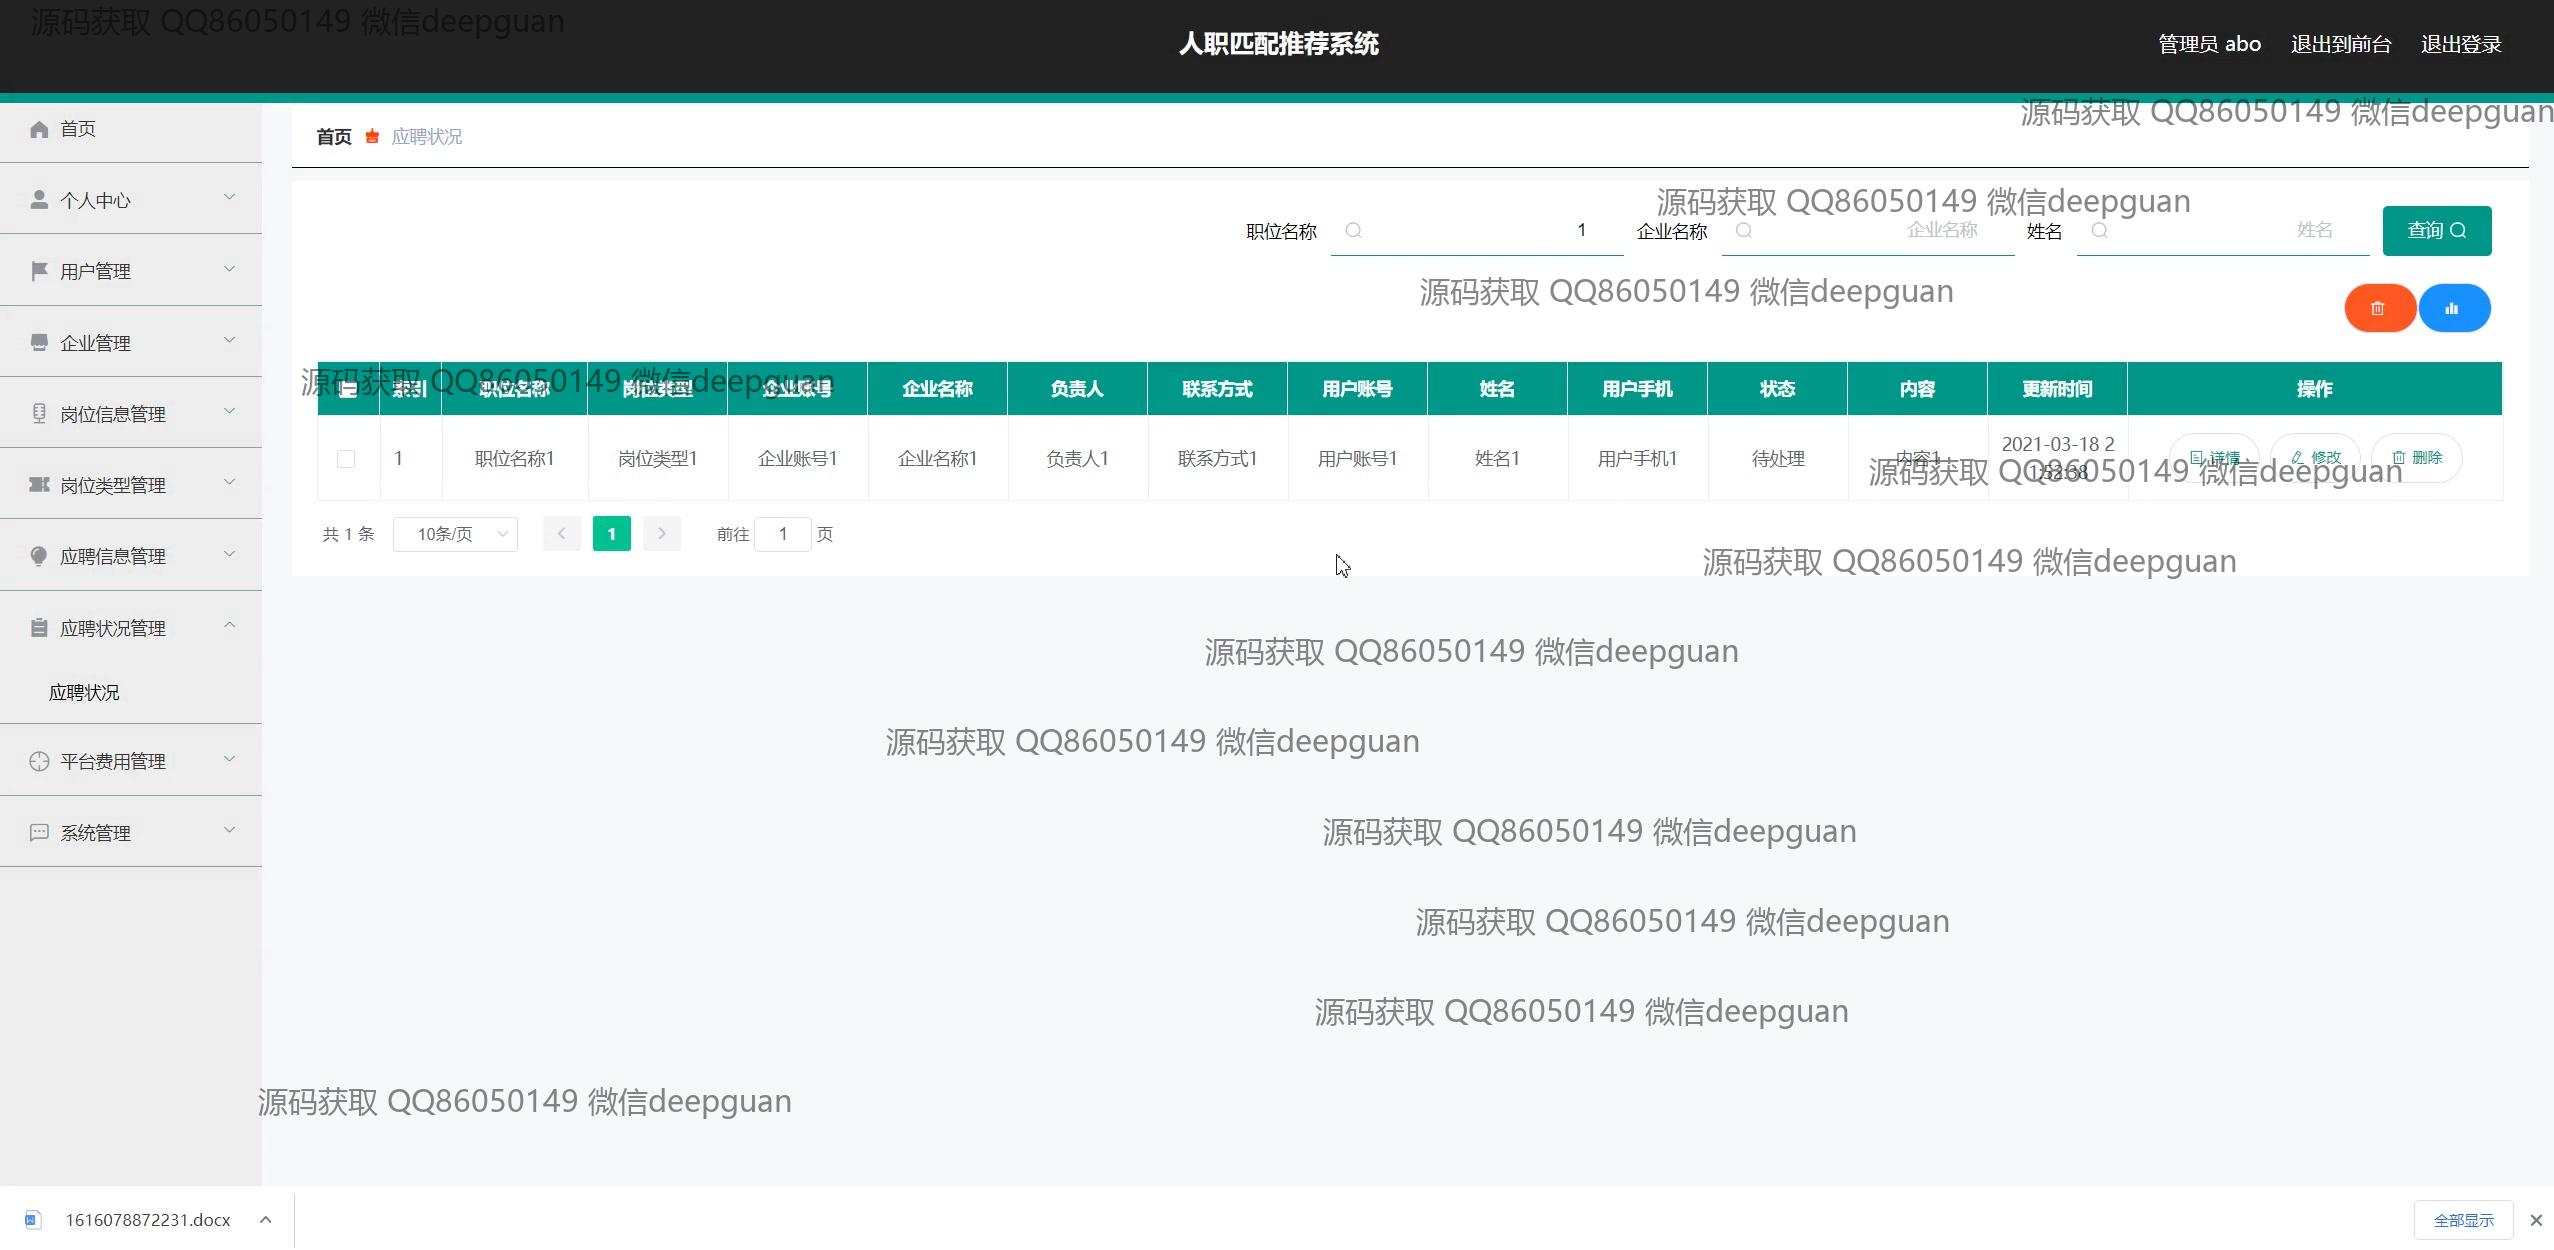 源码获取 QQ86050149 微信deepguan
人职匹配推荐系统
管理员 abo 退出到前台 退出登录
源码获取 QQ86050149 微信deepguan
首页
首页 应聘状况
个人中心
源码获取 QQ86050149 微信deepguan
职位名称 1 企业名称 企业名称 姓名 姓名 查询
用户管理
源码获取 QQ86050149 微信deepguan
企业管理
源码获取 QQ86050149 微信deepguan
索引 职位名称 岗位类型 企业账号 企业名称 负责人 联系方式 用户账号 姓名 用户手机 状态 内容 更新时间 操作
岗位信息管理
1 职位名称1 岗位类型1 企业账号1 企业名称1 负责人1 联系方式1 用户账号1 姓名1 用户手机1 待处理 内容1 2021-03-18 2
1:52:38 详情 修改 删除
源码获取 QQ86050149 微信deepguan
岗位类型管理
共 1 条 10条/页 1 前往 1 页
应聘信息管理
源码获取 QQ86050149 微信deepguan
应聘状况管理
源码获取 QQ86050149 微信deepguan
应聘状况
源码获取 QQ86050149 微信deepguan
平台费用管理
系统管理
源码获取 QQ86050149 微信deepguan
源码获取 QQ86050149 微信deepguan
源码获取 QQ86050149 微信deepguan
源码获取 QQ86050149 微信deepguan
1616078872231.docx 全部显示